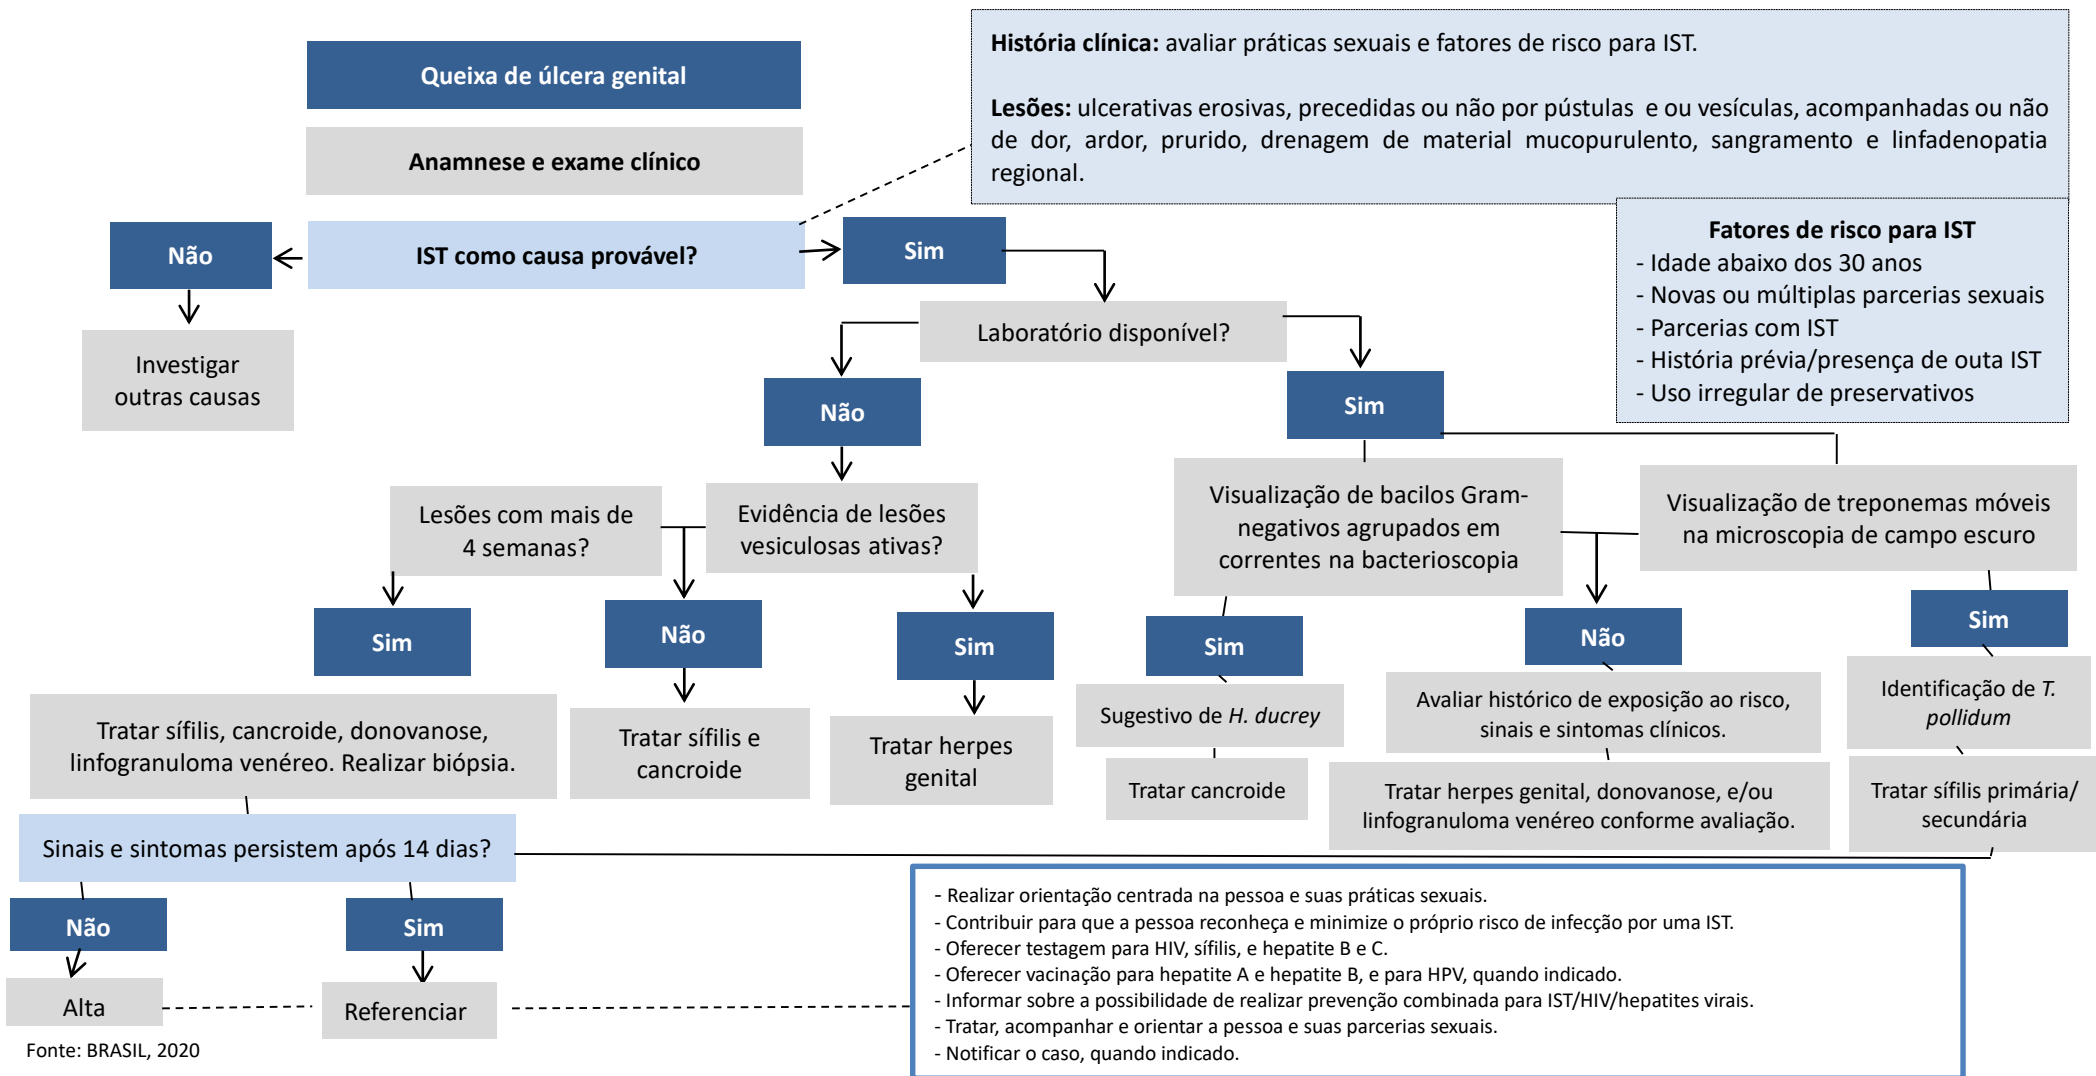 Queixa de úlcera genital
Anamnese e exame clínico
História clínica: avaliar práticas sexuais e fatores de risco para IST.
Lesões: ulcerativas erosivas, precedidas ou não por pústulas e ou vesículas, acompanhadas ou não
de dor, ardor, prurido, drenagem de material mucopurulento, sangramento e linfadenopatia
regional.
Não
IST como causa provável?
Sim
Fatores de risco para IST
- Idade abaixo dos 30 anos
- Novas ou múltiplas parcerias sexuais
- Parcerias com IST
- História prévia/presença de outa IST
- Uso irregular de preservativos
Investigar
outras causas
Laboratório disponível?
Não
Sim
Lesões com mais de
4 semanas?
Evidência de lesões
vesiculosas ativas?
Visualização de bacilos Gram-
negativos agrupados em
correntes na bacterioscopia
Visualização de treponemas móveis
na microscopia de campo escuro
Sim
Não
Sim
Sim
Não
Sim
Tratar sífilis, cancroide, donovanose,
linfogranuloma venéreo. Realizar biópsia.
Tratar sífilis e
cancroide
Tratar herpes
genital
Sugestivo de H. ducrey
Tratar cancroide
Avaliar histórico de exposição ao risco,
sinais e sintomas clínicos.
Tratar herpes genital, donovanose, e/ou
linfogranuloma venéreo conforme avaliação.
Identificação de T.
pollidum
Tratar sífilis primária/
secundária
Sinais e sintomas persistem após 14 dias?
Não
Sim
Alta
Referenciar
- Realizar orientação centrada na pessoa e suas práticas sexuais.
- Contribuir para que a pessoa reconheça e minimize o próprio risco de infecção por uma IST.
- Oferecer testagem para HIV, sífilis, e hepatite B e C.
- Oferecer vacinação para hepatite A e hepatite B, e para HPV, quando indicado.
- Informar sobre a possibilidade de realizar prevenção combinada para IST/HIV/hepatites virais.
- Tratar, acompanhar e orientar a pessoa e suas parcerias sexuais.
- Notificar o caso, quando indicado.
Fonte: BRASIL, 2020